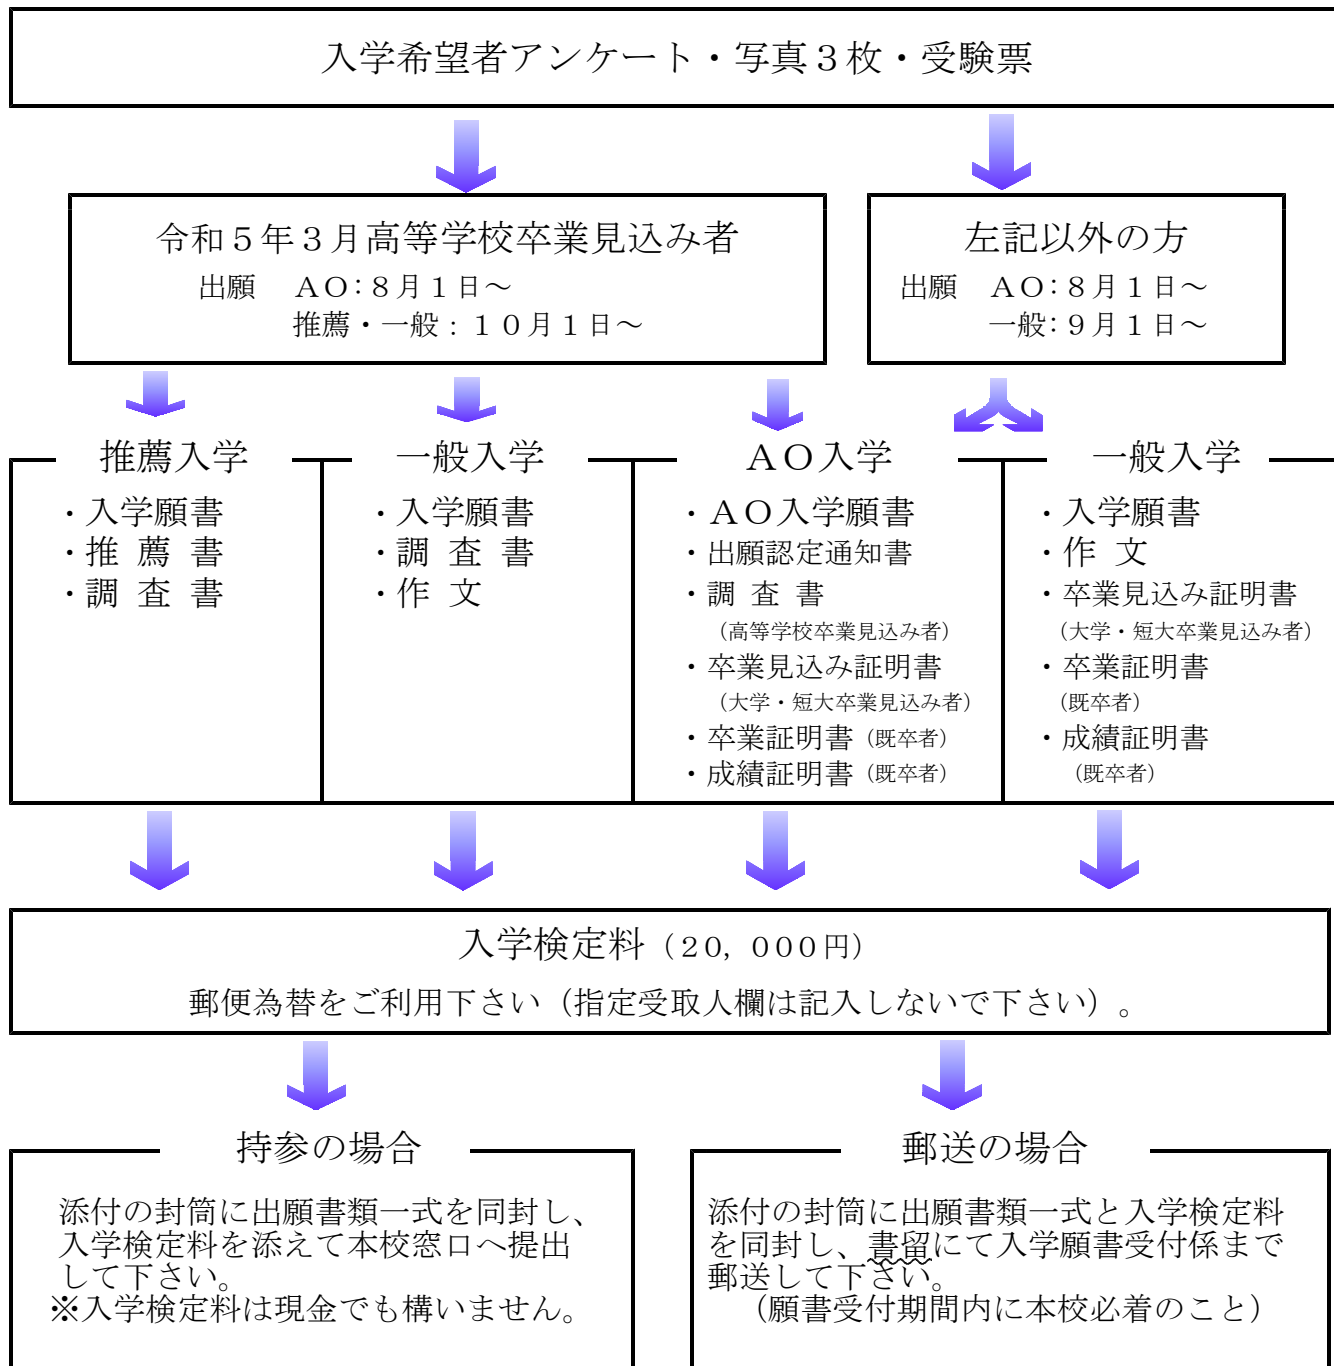 入学希望者アンケート・写真３枚・受験票
令和５年３月高等学校卒業見込み者
出願　ＡＯ：８月１日～
推薦・一般：１０月１日～
左記以外の方
出願　ＡＯ：８月１日～
一般：９月１日～
推薦入学
・入学願書
・推 薦 書
・調 査 書
一般入学
・入学願書
・調 査 書
・作 文
ＡＯ入学
・ＡＯ入学願書
・出願認定通知書
・調 査 書
（高等学校卒業見込み者）
・卒業見込み証明書
（大学・短大卒業見込み者）
・卒業証明書（既卒者）
・成績証明書（既卒者）
一般入学
・入学願書
・作 文
・卒業見込み証明書
（大学・短大卒業見込み者）
・卒業証明書
（既卒者）
・成績証明書
（既卒者）
入学検定料（２０，０００円）
郵便為替をご利用下さい（指定受取人欄は記入しないで下さい）。
持参の場合
添付の封筒に出願書類一式を同封し、
入学検定料を添えて本校窓口へ提出
して下さい。
※入学検定料は現金でも構いません。
郵送の場合
添付の封筒に出願書類一式と入学検定料
を同封し、書留にて入学願書受付係まで
郵送して下さい。
（願書受付期間内に本校必着のこと）